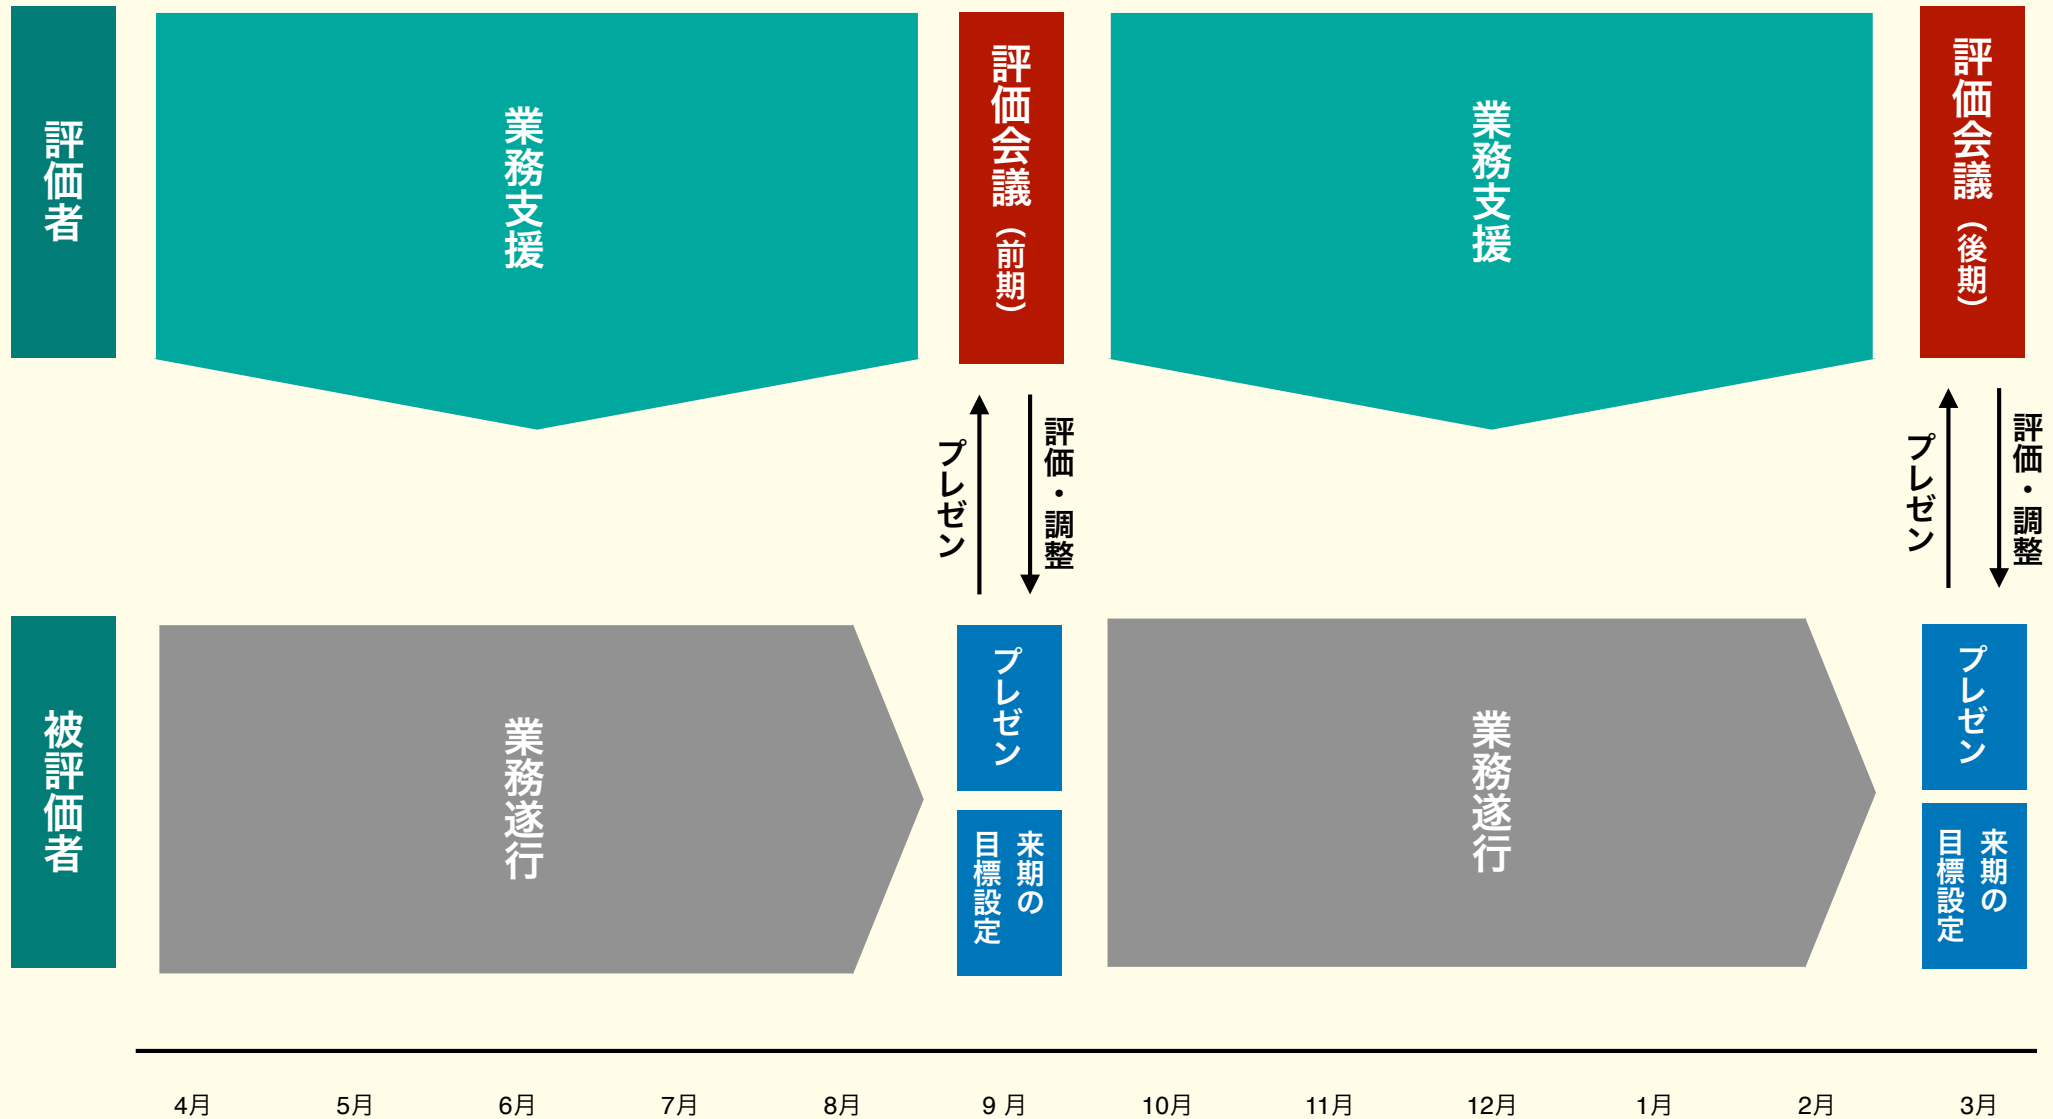 評価者
業務支援
評価会議（前期）
業務支援
評価会議（後期）
プレゼン
評価・調整
プレゼン
評価・調整
被評価者
業務遂行
プレゼン
来期の
目標設定
業務遂行
プレゼン
来期の
目標設定
4月 5月 6月 7月 8月 9 月 10月 11月 12月 1月 2月 3月